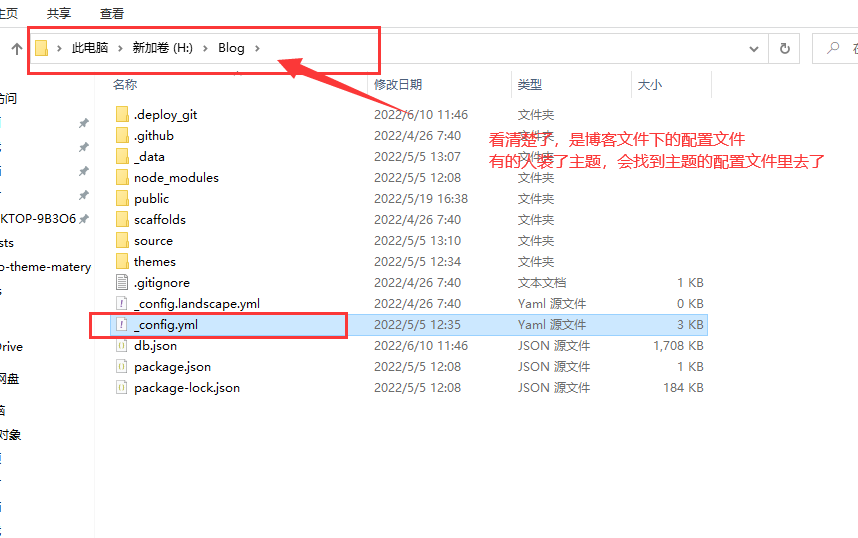 主页 共享 查看
此电脑 新加卷 (H:) Blog
名称 修改日期 类型 大小
.deploy_git 2022/6/10 11:46 文件夹
.github 2022/4/26 7:40 文件夹
_data 2022/5/5 13:07 文件夹
node_modules 2022/5/5 12:08 文件夹
public 2022/5/19 16:38 文件夹
scaffolds 2022/4/26 7:40 文件夹
source 2022/5/5 13:10 文件夹
themes 2022/5/5 12:34 文件夹
.gitignore 2022/4/26 7:40 文本文档 1 KB
_config.landscape.yml 2022/4/26 7:40 Yaml 源文件 0 KB
_config.yml 2022/5/5 12:35 Yaml 源文件 3 KB
db.json 2022/6/10 11:46 JSON 源文件 1,708 KB
package.json 2022/5/5 12:08 JSON 源文件 1 KB
package-lock.json 2022/5/5 12:08 JSON 源文件 184 KB
看清楚了，是博客文件下的配置文件
有的人装了主题，会找到主题的配置文件里去了
问
KTOP-9B3O6
sts
o-theme-matery
rive
网盘
对象